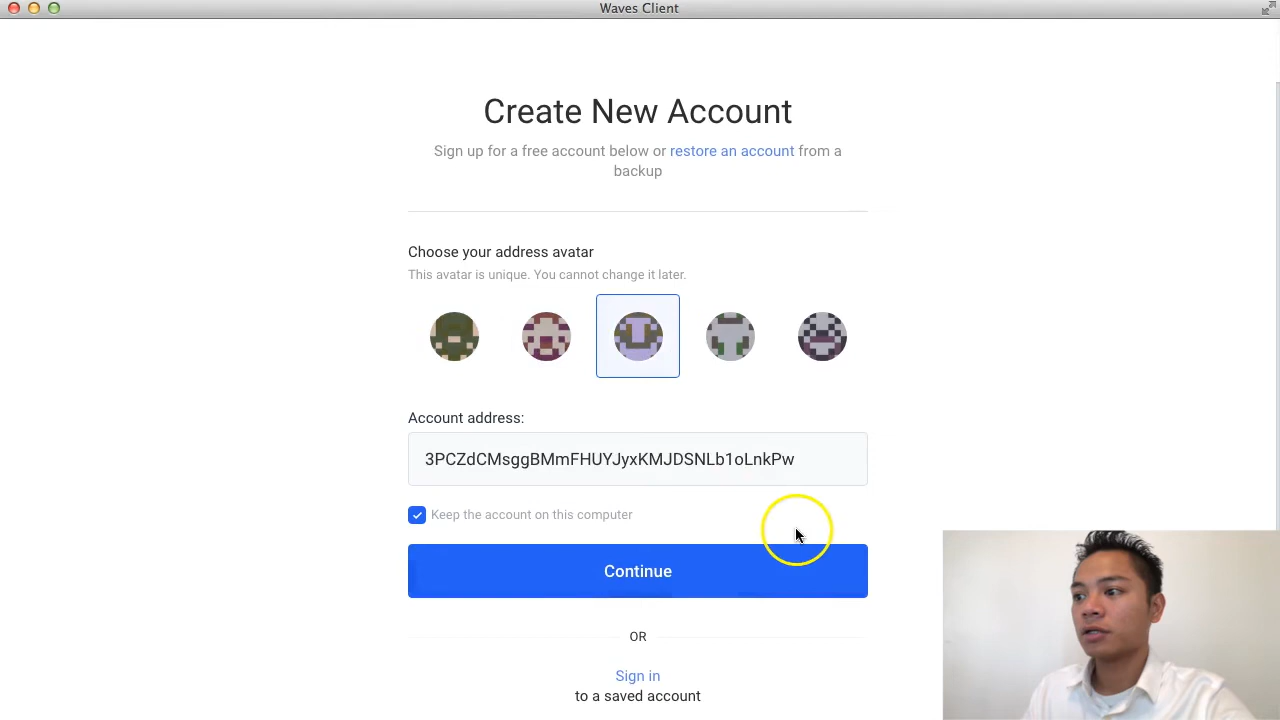 Waves Client
Create New Account
Sign up for a free account below or restore an account from a
backup
Choose your address avatar
This avatar is unique. You cannot change it later.
Account address:
3PCZdCMsggBMmFHUYJyxKMJDSNLb1oLnkPw
Keep the account on this computer
Continue
OR
Sign in
to a saved account